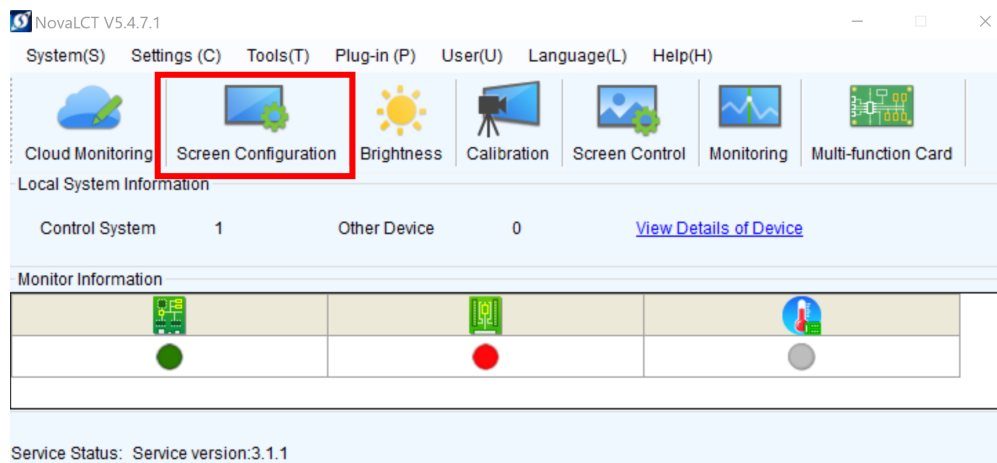 NovaLCT V5.4.7.1
System(S) Settings (C) Tools(T) Plug-in (P) User(U) Language(L) Help(H)
Cloud Monitoring Screen Configuration Brightness Calibration Screen Control Monitoring Multi-function Card
Local System Information
Control System 1 Other Device 0 View Details of Device
Monitor Information
Service Status: Service version:3.1.1